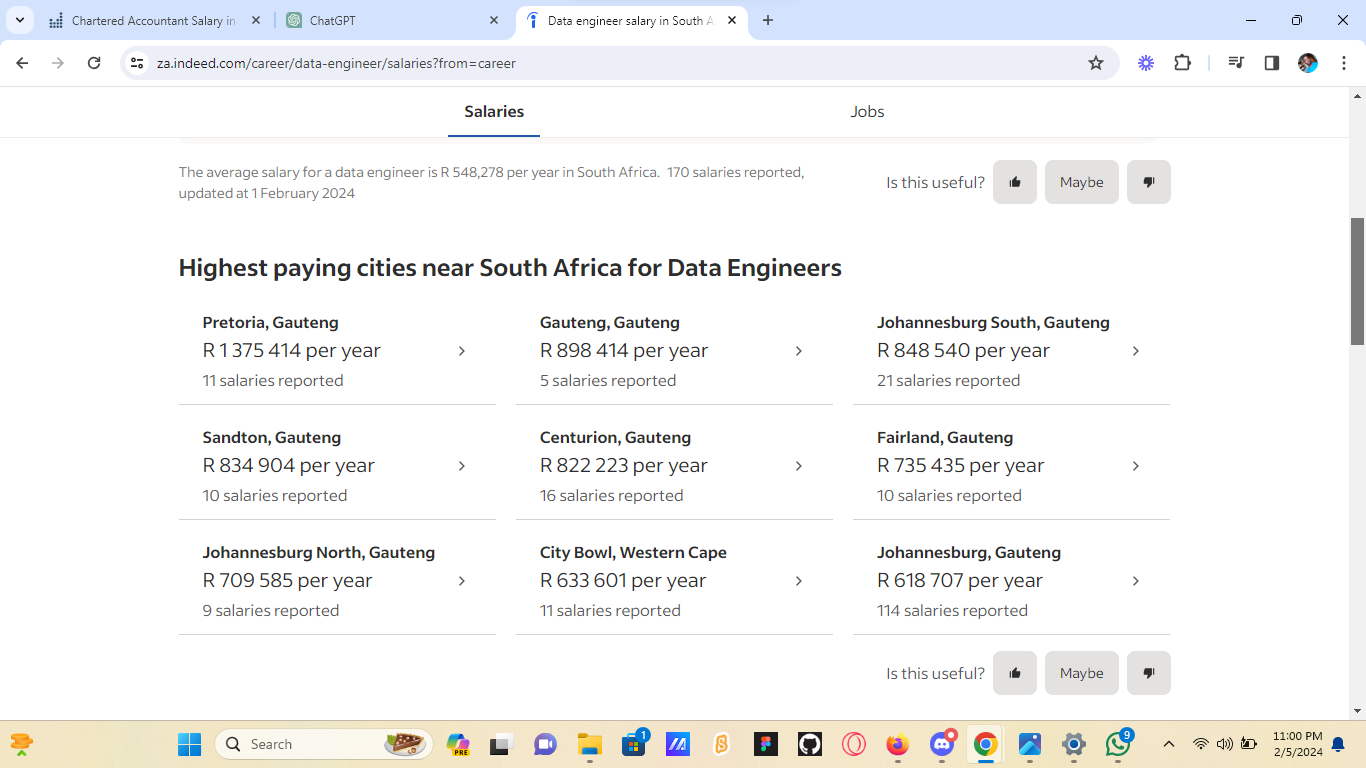 Chartered Accountant Salary in
ChatGPT
Data engineer salary in South A
za.indeed.com/career/data-engineer/salaries?from=career
Salaries
Jobs
The average salary for a data engineer is R 548,278 per year in South Africa. 170 salaries reported,
updated at 1 February 2024
Is this useful?
Maybe
Highest paying cities near South Africa for Data Engineers
Pretoria, Gauteng
R 1 375 414 per year
11 salaries reported
Gauteng, Gauteng
R 898 414 per year
5 salaries reported
Johannesburg South, Gauteng
R 848 540 per year
21 salaries reported
Sandton, Gauteng
R 834 904 per year
10 salaries reported
Centurion, Gauteng
R 822 223 per year
16 salaries reported
Fairland, Gauteng
R 735 435 per year
10 salaries reported
Johannesburg North, Gauteng
R 709 585 per year
9 salaries reported
City Bowl, Western Cape
R 633 601 per year
11 salaries reported
Johannesburg, Gauteng
R 618 707 per year
114 salaries reported
Is this useful?
Maybe
Search
PRE
1
9
11:00 PM
2/5/2024